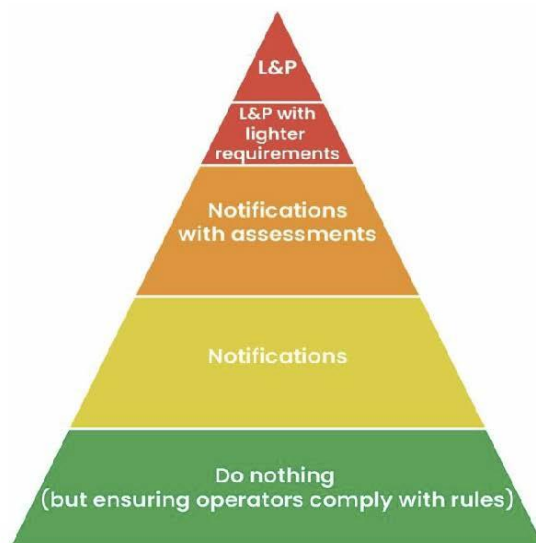 L&P
L&P with
lighter
requirements
Notifications
with assessments
Notifications
Do nothing
(but ensuring operators comply with rules)